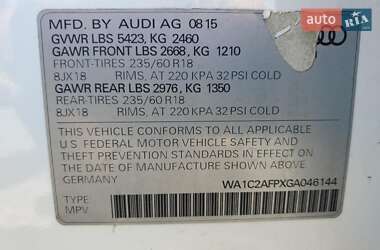 RIA.com
MFD. BY AUDI AG 08 15
GVWR LBS 5423, KG 2460
GAWR FRONT LBS 2668, KG 1210
FRONT-TIRES 235/60 R18
8JX18 RIMS, AT 220 KPA 32 PSI COLD
GAWR REAR LBS 2976, KG 1350
REAR-TIRES 235/60 R18
8JX18 RIMS, AT 220 KPA 32 PSI COLD
THIS VEHICLE CONFORMS TO ALL APPLICABLE
U.S. FEDERAL MOTOR VEHICLE SAFETY AND
THEFT PREVENTION STANDARDS IN EFFECT ON
THE DATE OF MANUFACTURE SHOWN ABOVE
GERMANY WA1C2AFPXGA046144
TYPE:
MPV